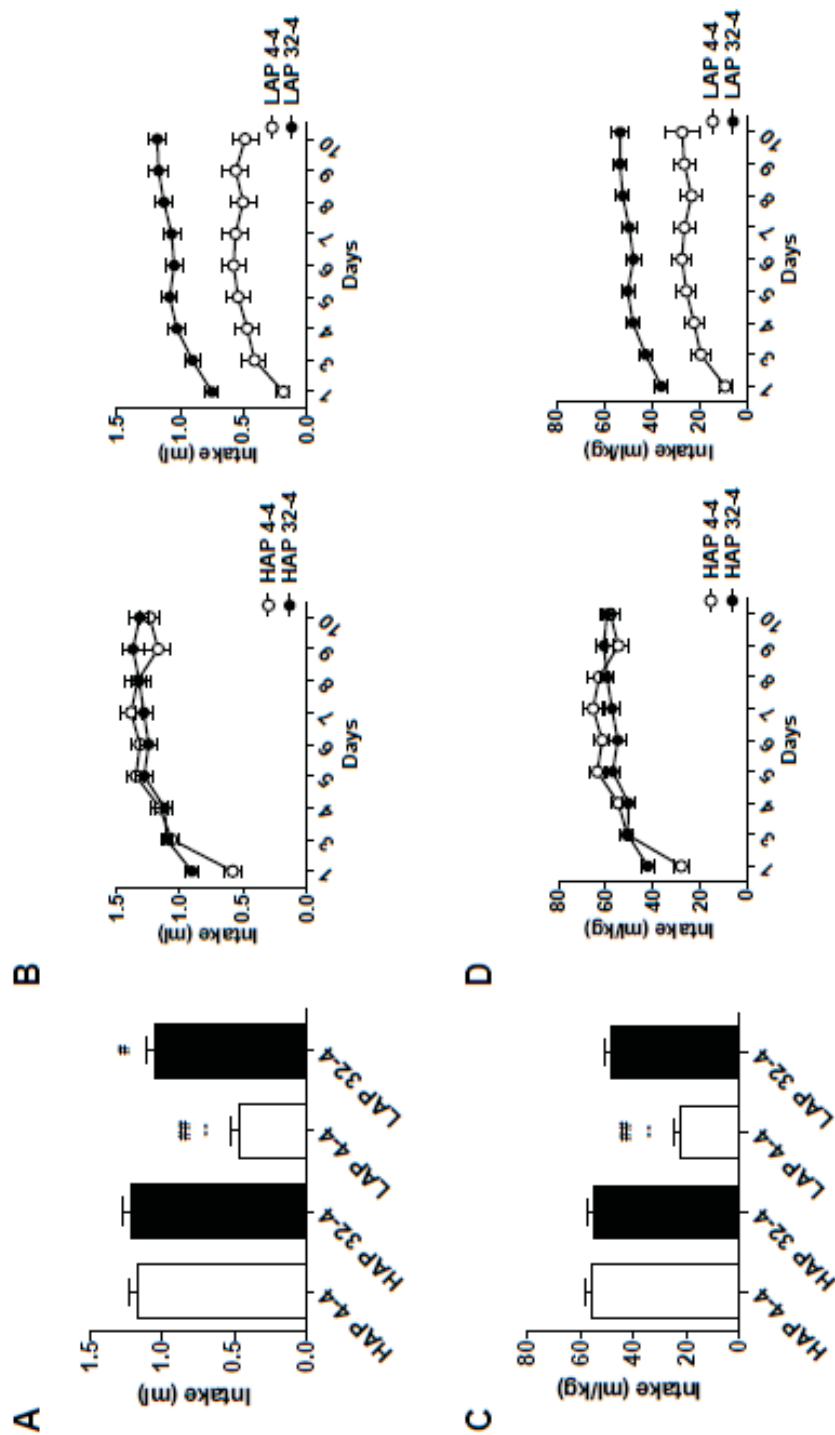 A
Intake (ml)
1.5
1.0
0.5
0.0
##
#
HAP 4-4
HAP 32-4
LAP 4-4
LAP 32-4
B
Intake (ml)
1.5
1.0
0.5
0.0
1 3 4 5 6 7 8 9 10
Days
HAP 4-4
HAP 32-4
Intake (ml)
1.5
1.0
0.5
0.0
1 3 4 5 6 7 8 9 10
Days
LAP 4-4
LAP 32-4
C
Intake (ml/kg)
80
60
40
20
0
##
HAP 4-4
HAP 32-4
LAP 4-4
LAP 32-4
D
Intake (ml/kg)
80
60
40
20
0
1 3 4 5 6 7 8 9 10
Days
HAP 4-4
HAP 32-4
Intake (ml/kg)
80
60
40
20
0
1 3 4 5 6 7 8 9 10
Days
LAP 4-4
LAP 32-4